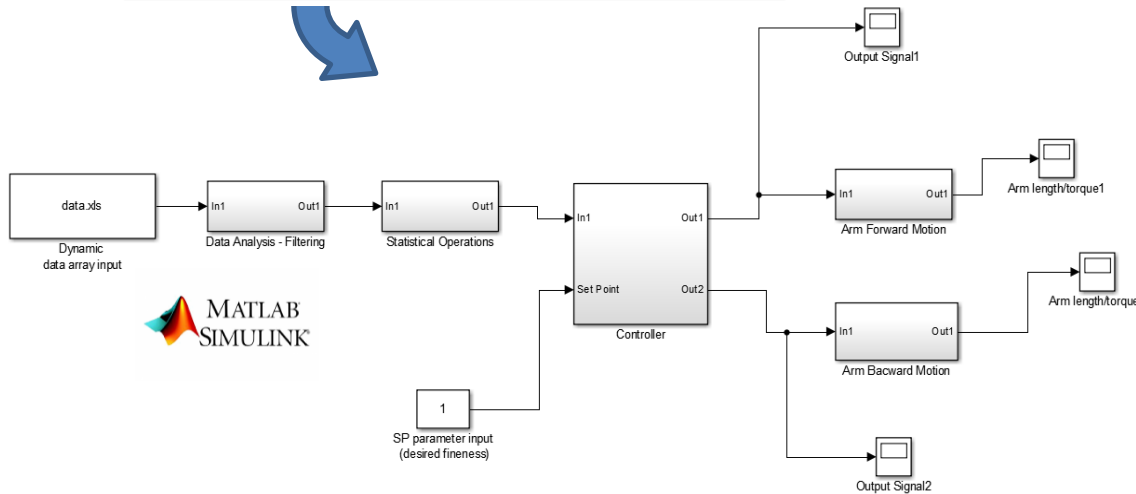 Output Signal1
In1
Out1
Arm Forward Motion
Arm length/torque1
data.xls
Dynamic
data array input
In1
Out1
Data Analysis - Filtering
In1
Out1
Statistical Operations
In1
Set Point
Out1
Out2
Controller
In1
Out1
Arm Bacward Motion
Arm length/torque
MATLAB
SIMULINK®
1
SP parameter input
(desired fineness)
Output Signal2